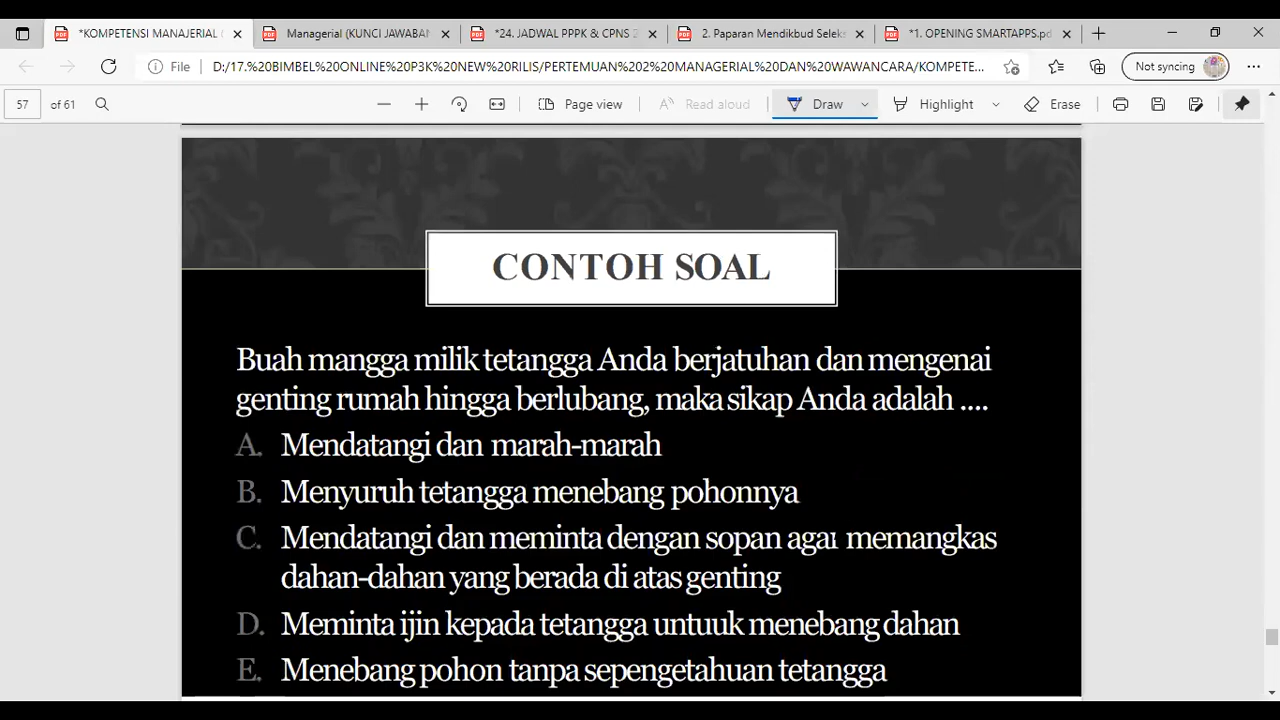 *KOMPETENSI MANAJERIAL ( Managerial (KUNCI JAWABAN *24. JADWAL PPPK & CPNS 2 2. Paparan Mendikbud Seleks *1. OPENING SMARTAPPS.pd
File D:/17.%20BIMBEL%20ONLINE%20P3K%20NEW%20RILIS/PERTEMUAN%202%20MANAGERIAL%20DAN%20WAWANCARA/KOMPETE... Not syncing
57 of 61 Page view Read aloud Draw Highlight Erase
CONTOH SOAL
Buah mangga milik tetangga Anda berjatuhan dan mengenai
genting rumah hingga berlubang, maka sikap Anda adalah ....
A. Mendatangi dan marah-marah
B. Menyuruh tetangga menebang pohonnya
C. Mendatangi dan meminta dengan sopan agar memangkas
dahan-dahan yang berada di atas genting
D. Meminta ijin kepada tetangga untuuk menebang dahan
E. Menebang pohon tanpa sepengetahuan tetangga